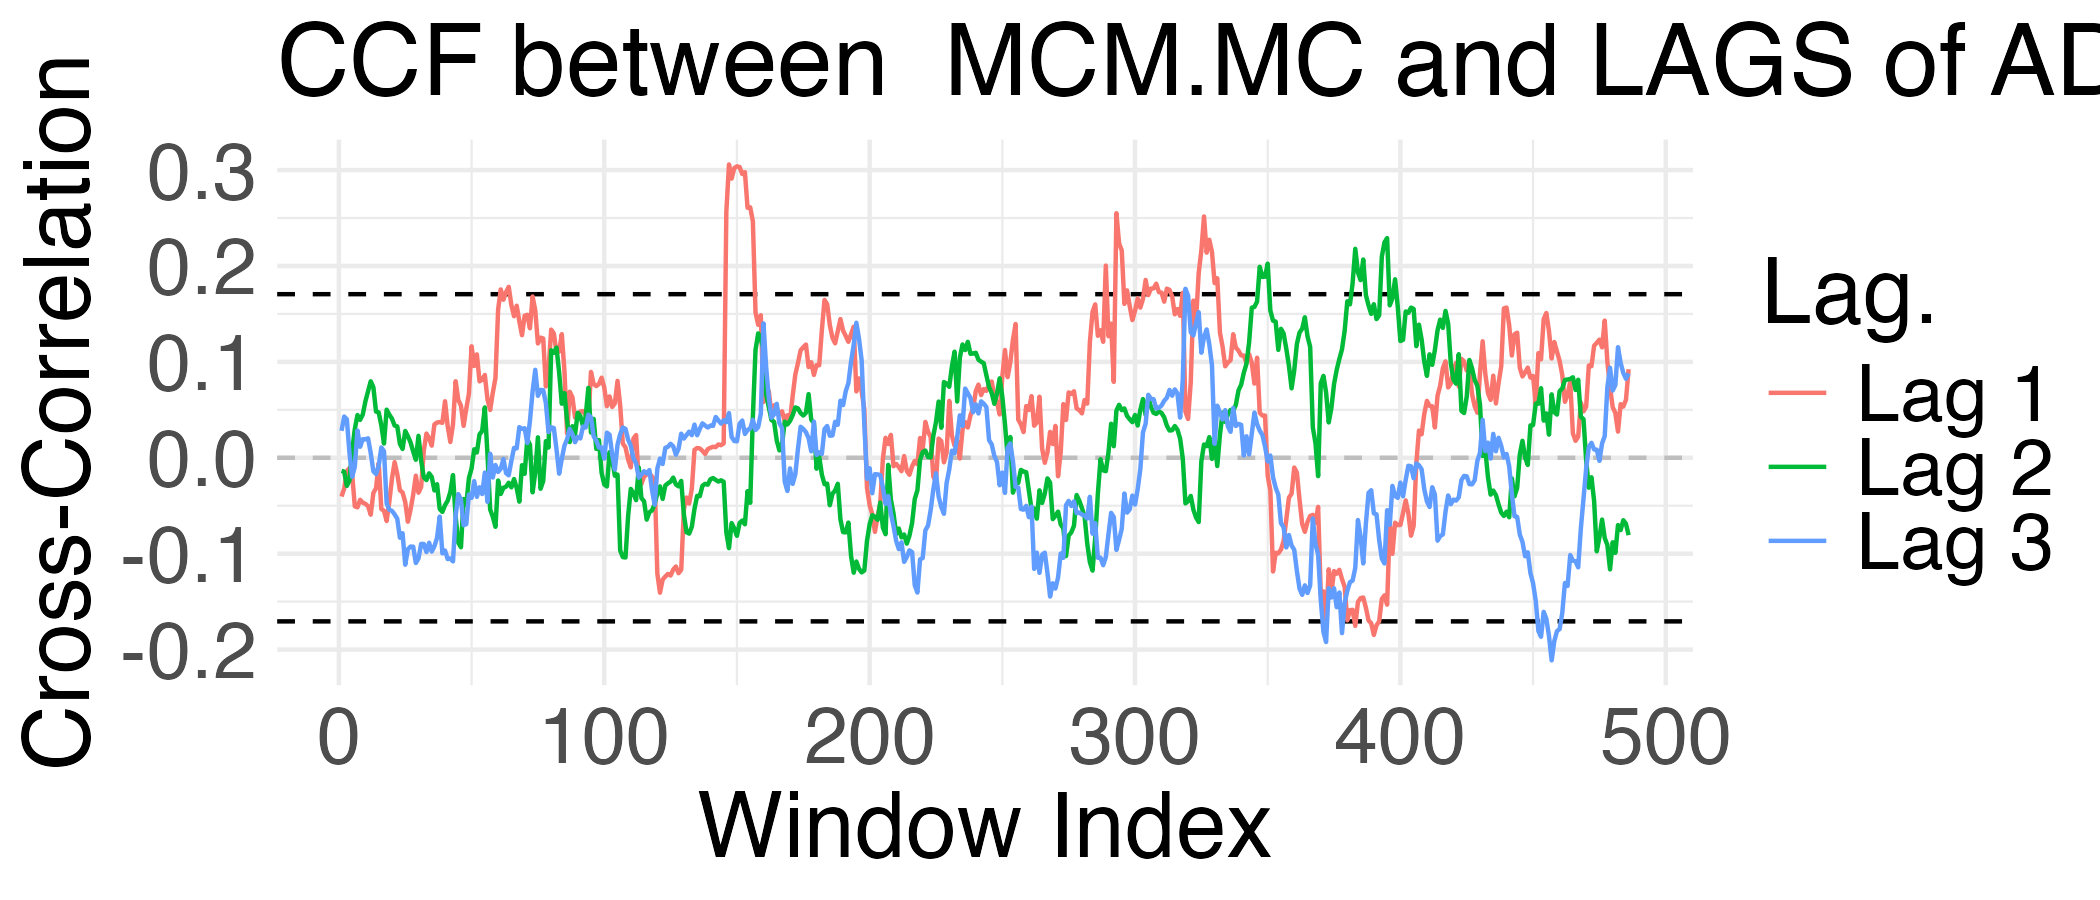 CCF between MCM.MC and LAGS of AD
Cross-Correlation
0.3
0.2
0.1
0.0
-0.1
-0.2
0 100 200 300 400 500
Window Index
Lag.
Lag 1
Lag 2
Lag 3